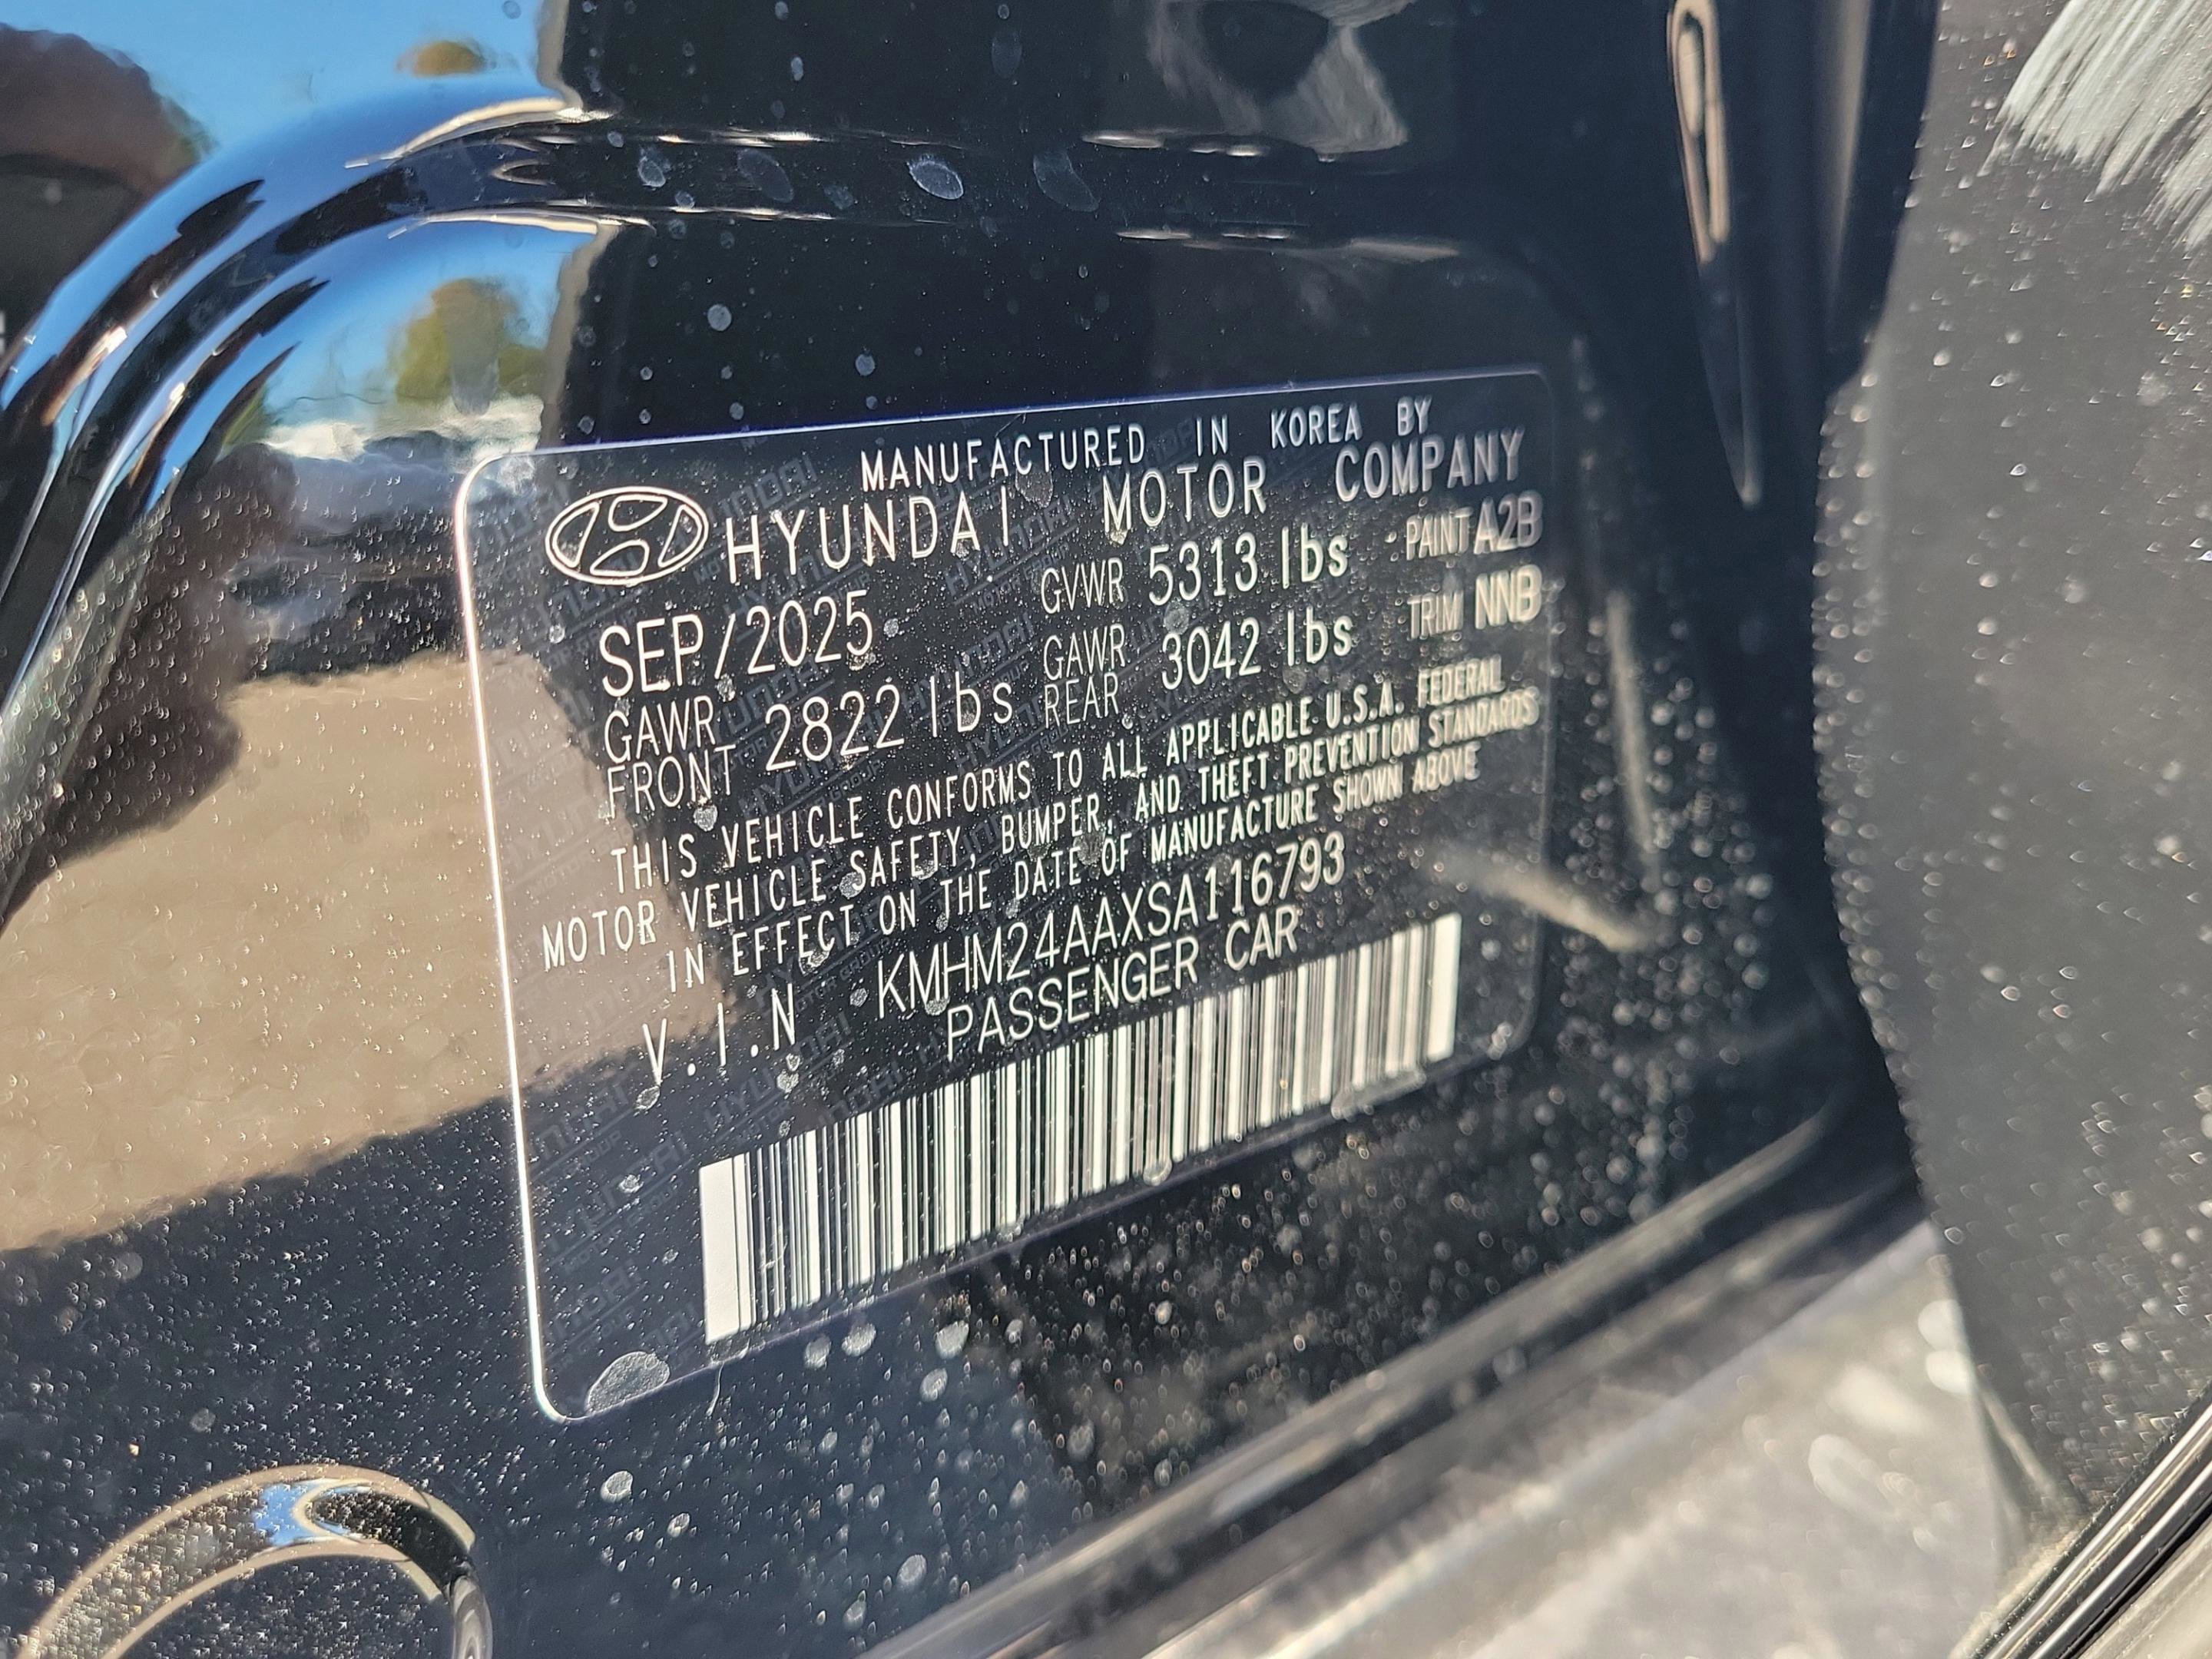 MANUFACTURED IN KOREA BY
HYUNDAI MOTOR COMPANY
SEP/2025 GVWR 5313 lbs PAINT A2B
GAWR FRONT 2822 lbs GAWR REAR 3042 lbs TRIM NNB
THIS VEHICLE CONFORMS TO ALL APPLICABLE U.S.A. FEDERAL
MOTOR VEHICLE SAFETY, BUMPER, AND THEFT PREVENTION STANDARDS
IN EFFECT ON THE DATE OF MANUFACTURE SHOWN ABOVE
V.I.N KMHM24AAXSA116793
PASSENGER CAR